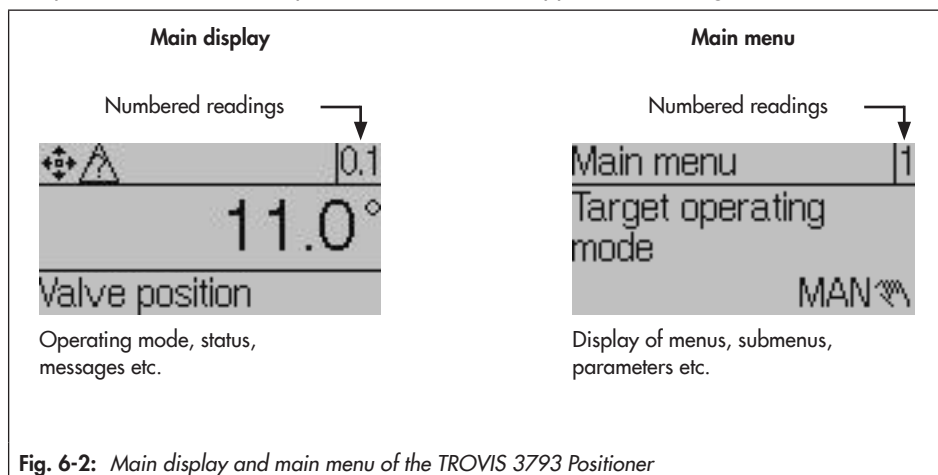 Main display
Numbered readings
0.1
11.0°
Valve position
Operating mode, status,
messages etc.
Main menu
Numbered readings
Main menu 1
Target operating
mode
MAN
Display of menus, submenus,
parameters etc.
Fig. 6-2: Main display and main menu of the TROVIS 3793 Positioner